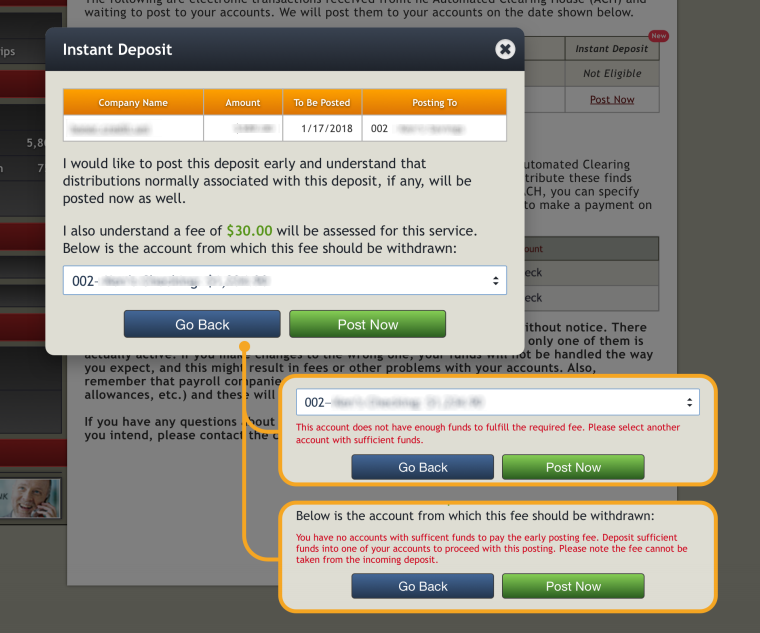 The following are electronic transactions received from the Automated Clearing House (ACH) and
waiting to post to your accounts. We will post them to your accounts on the date shown below.
New
Instant Deposit
Not Eligible
Post Now
ips
5,8
7
Instant Deposit
Company Name Amount To Be Posted Posting To
1/17/2018 002
I would like to post this deposit early and understand that
distributions normally associated with this deposit, if any, will be
posted now as well.
I also understand a fee of $30.00 will be assessed for this service.
Below is the account from which this fee should be withdrawn:
002-
Go Back Post Now
utomated Clearing
tribute these finds
CH, you can specify
to make a payment on
ount
eck
eck
ithout notice. There
only one of them is
actually active. If you make changes to the wrong one, your funds will not be handled the way
you expect, and this might result in fees or other problems with your accounts. Also,
remember that payroll companie
allowances, etc.) and these will
If you have any questions about
you intend, please contact the c
002-
This account does not have enough funds to fulfill the required fee. Please select another
account with sufficient funds.
Go Back Post Now
Below is the account from which this fee should be withdrawn:
You have no accounts with sufficent funds to pay the early posting fee. Deposit sufficient
funds into one of your accounts to proceed with this posting. Please note the fee cannot be
taken from the incoming deposit.
Go Back Post Now